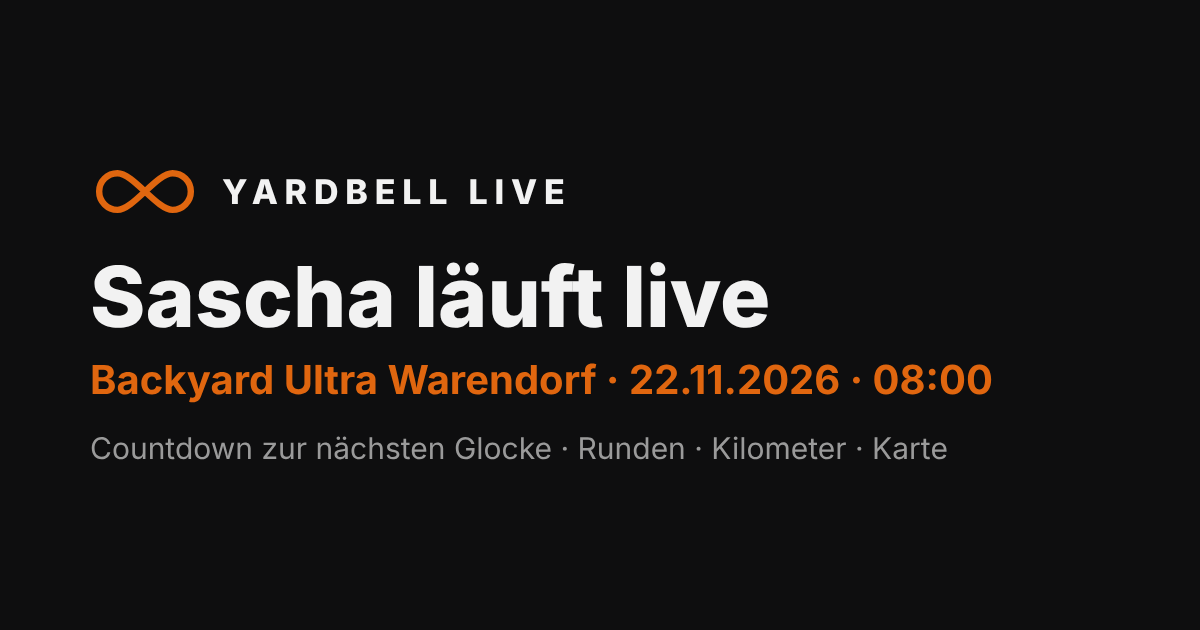 YARDBELL LIVE
Sascha läuft live
Backyard Ultra Warendorf · 22.11.2026 · 08:00
Countdown zur nächsten Glocke · Runden · Kilometer · Karte